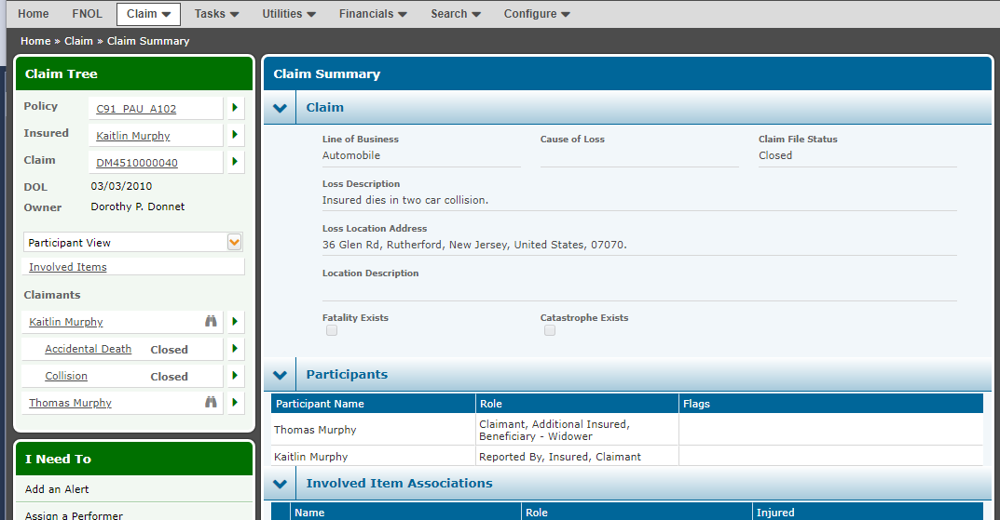 Home FNOL Claim Tasks Utilities Financials Search Configure
Home » Claim » Claim Summary
Claim Tree
Policy C91_PAU_A102
Insured Kaitlin Murphy
Claim DM4510000040
DOL 03/03/2010
Owner Dorothy P. Donnet
Participant View
Involved Items
Claimants
Kaitlin Murphy
Accidental Death Closed
Collision Closed
Thomas Murphy
I Need To
Add an Alert
Assign a Performer
Claim Summary
Claim
Line of Business Cause of Loss Claim File Status
Automobile Closed
Loss Description
Insured dies in two car collision.
Loss Location Address
36 Glen Rd, Rutherford, New Jersey, United States, 07070.
Location Description
Fatality Exists Catastrophe Exists
Participants
Participant Name Role Flags
Thomas Murphy Claimant, Additional Insured,
Beneficiary - Widower
Kaitlin Murphy Reported By, Insured, Claimant
Involved Item Associations
Name Role Injured